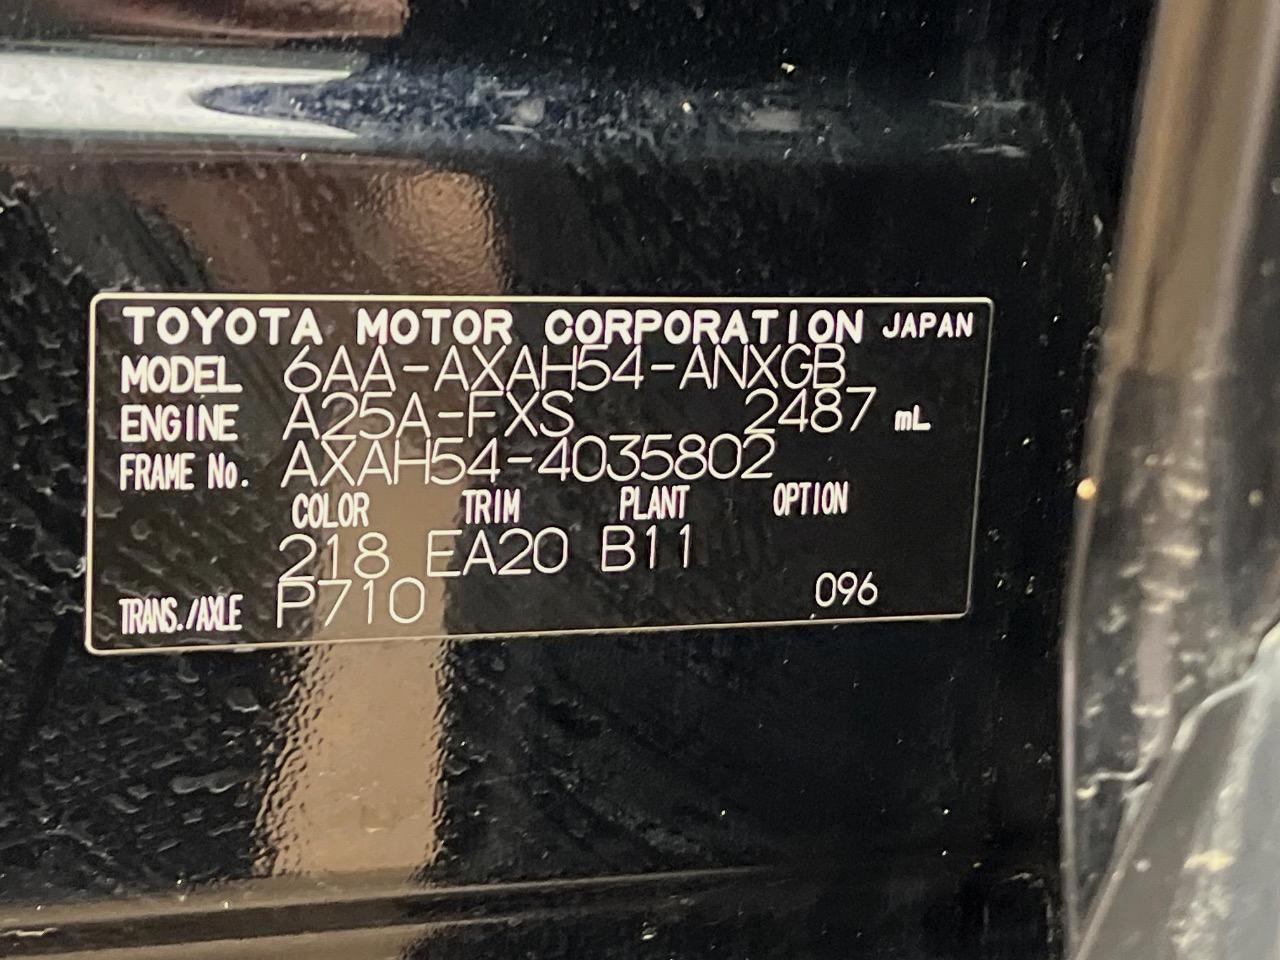 TOYOTA MOTOR CORPORATION JAPAN
MODEL 6AA-AXAH54-ANXGB
ENGINE A25A-FXS 2487 mL
FRAME No. AXAH54-4035802
COLOR TRIM PLANT OPTION
218 EA20 B11
TRANS./AXLE P710 096